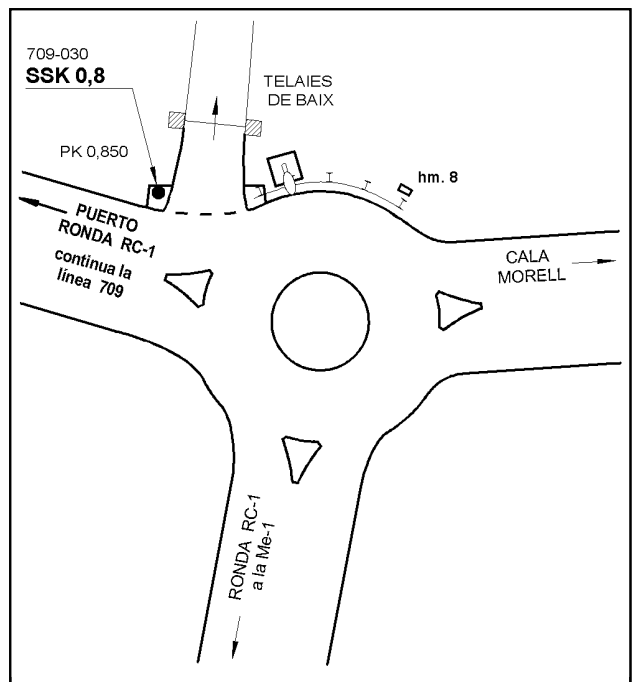 709-030
SSK 0,8
TELAIES
DE BAIX
PK 0,850
hm. 8
PUERTO
RONDA RC-1
continua la
línea 709
CALA
MORELL
RONDA RC-1
a la Me-1